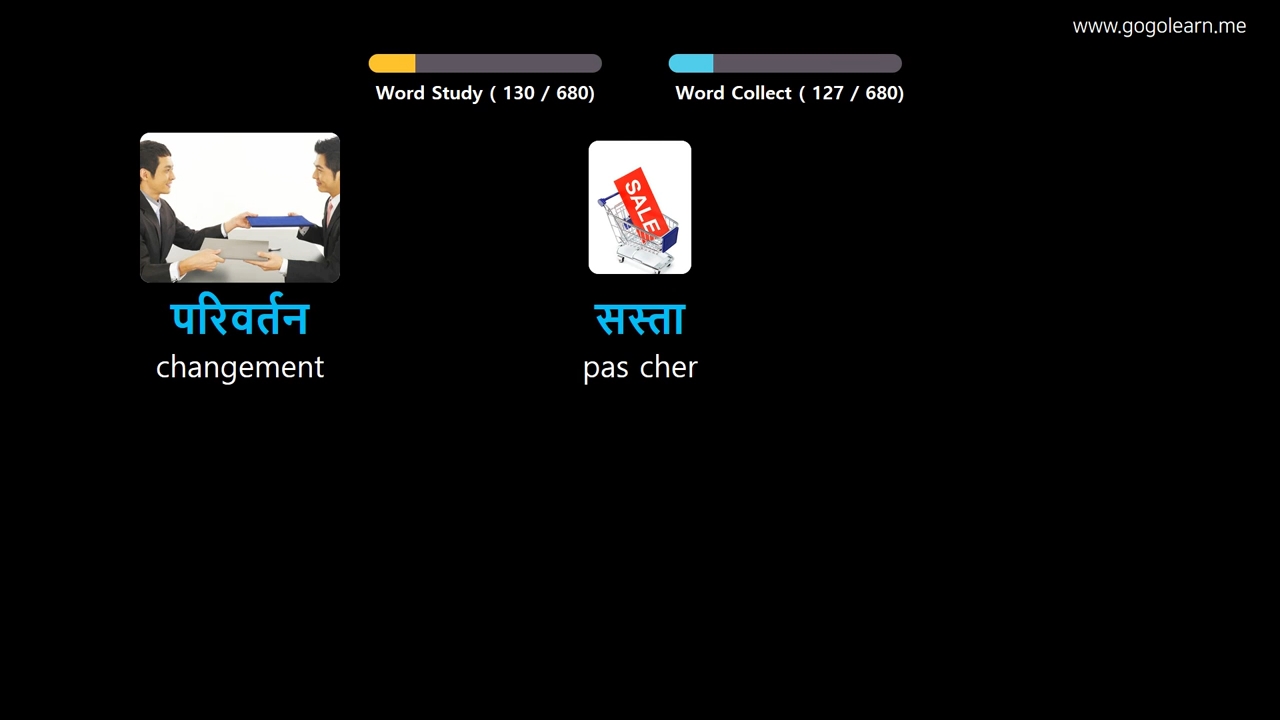 www.gogolearn.me
Word Study ( 130 / 680)
Word Collect ( 127 / 680)
SALE
परिवर्तन
सस्ता
changement
pas cher